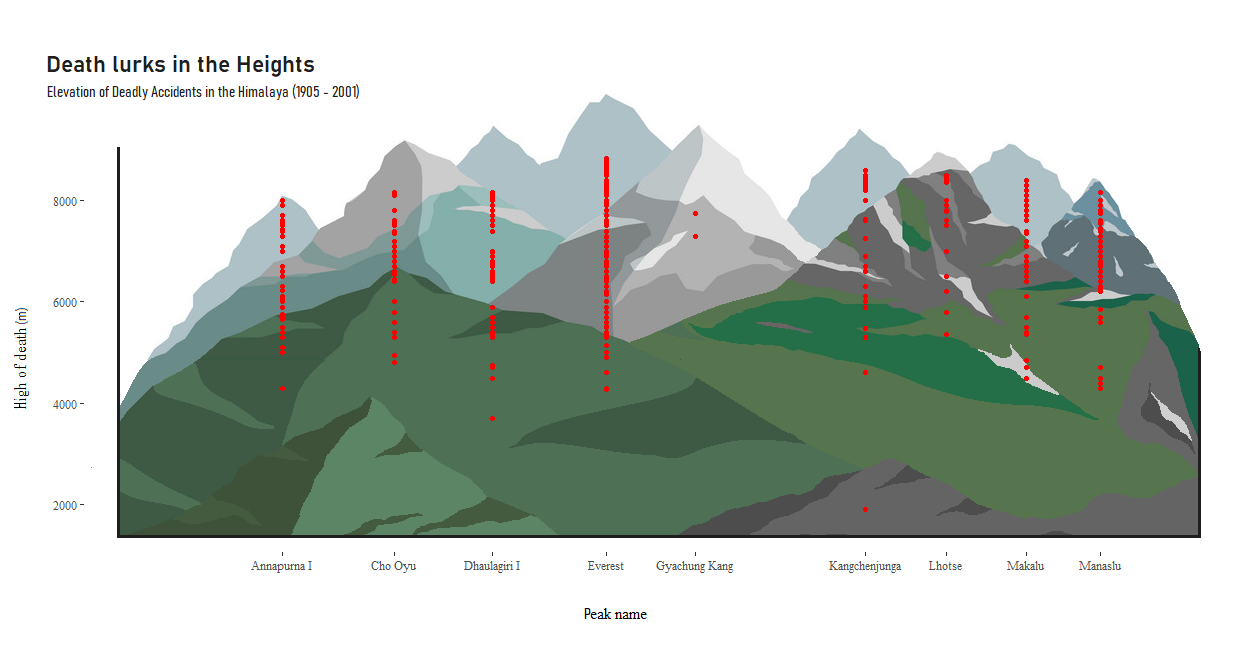 Death lurks in the Heights
Elevation of Deadly Accidents in the Himalaya (1905 - 2001)
8000
6000
4000
2000
High of death (m)
Annapurna I
Cho Oyu
Dhaulagiri I
Everest
Gyachung Kang
Kangchenjunga
Lhotse
Makalu
Manaslu
Peak name